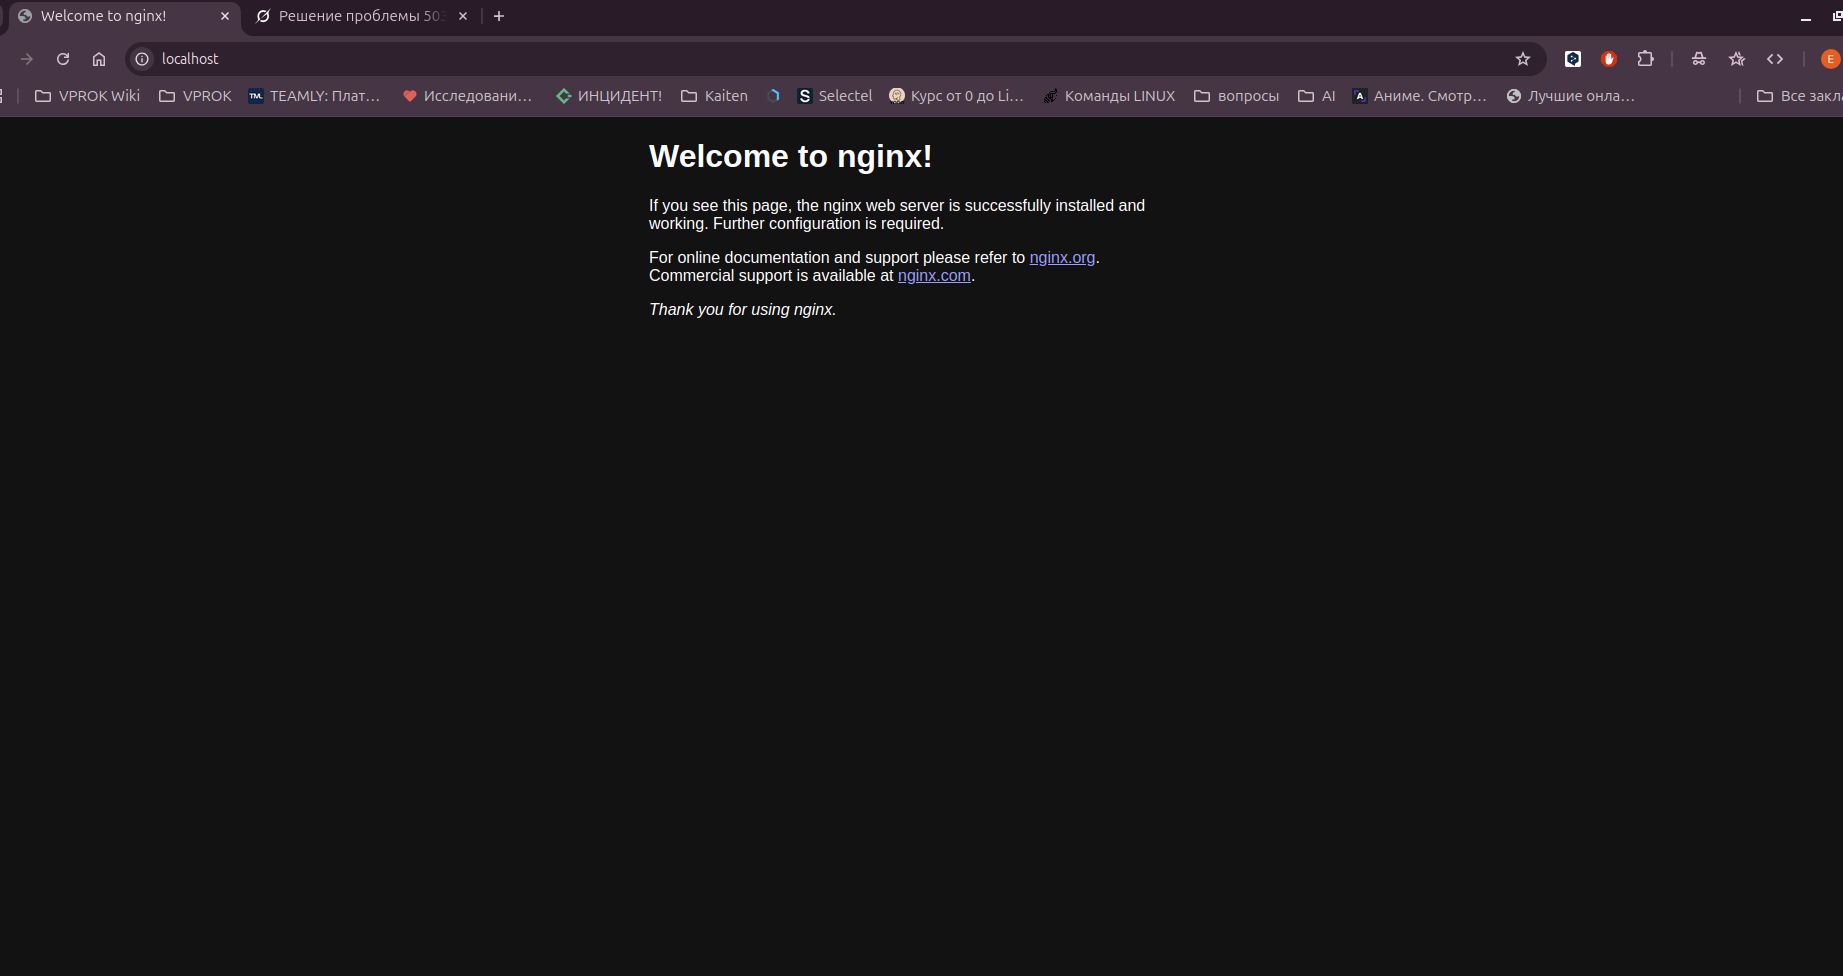 Welcome to nginx!
Решение проблемы 503
localhost
E
VPROK Wiki
VPROK
TEAMLY: Плат...
Исследовани...
ИНЦИДЕНТ!
Kaiten
Selectel
Курс от 0 до Li...
Команды LINUX
вопросы
AI
Аниме. Смотр...
Лучшие онла...
Все
Welcome to nginx!
If you see this page, the nginx web server is successfully installed and
working. Further configuration is required.
For online documentation and support please refer to nginx.org.
Commercial support is available at nginx.com.
Thank you for using nginx.